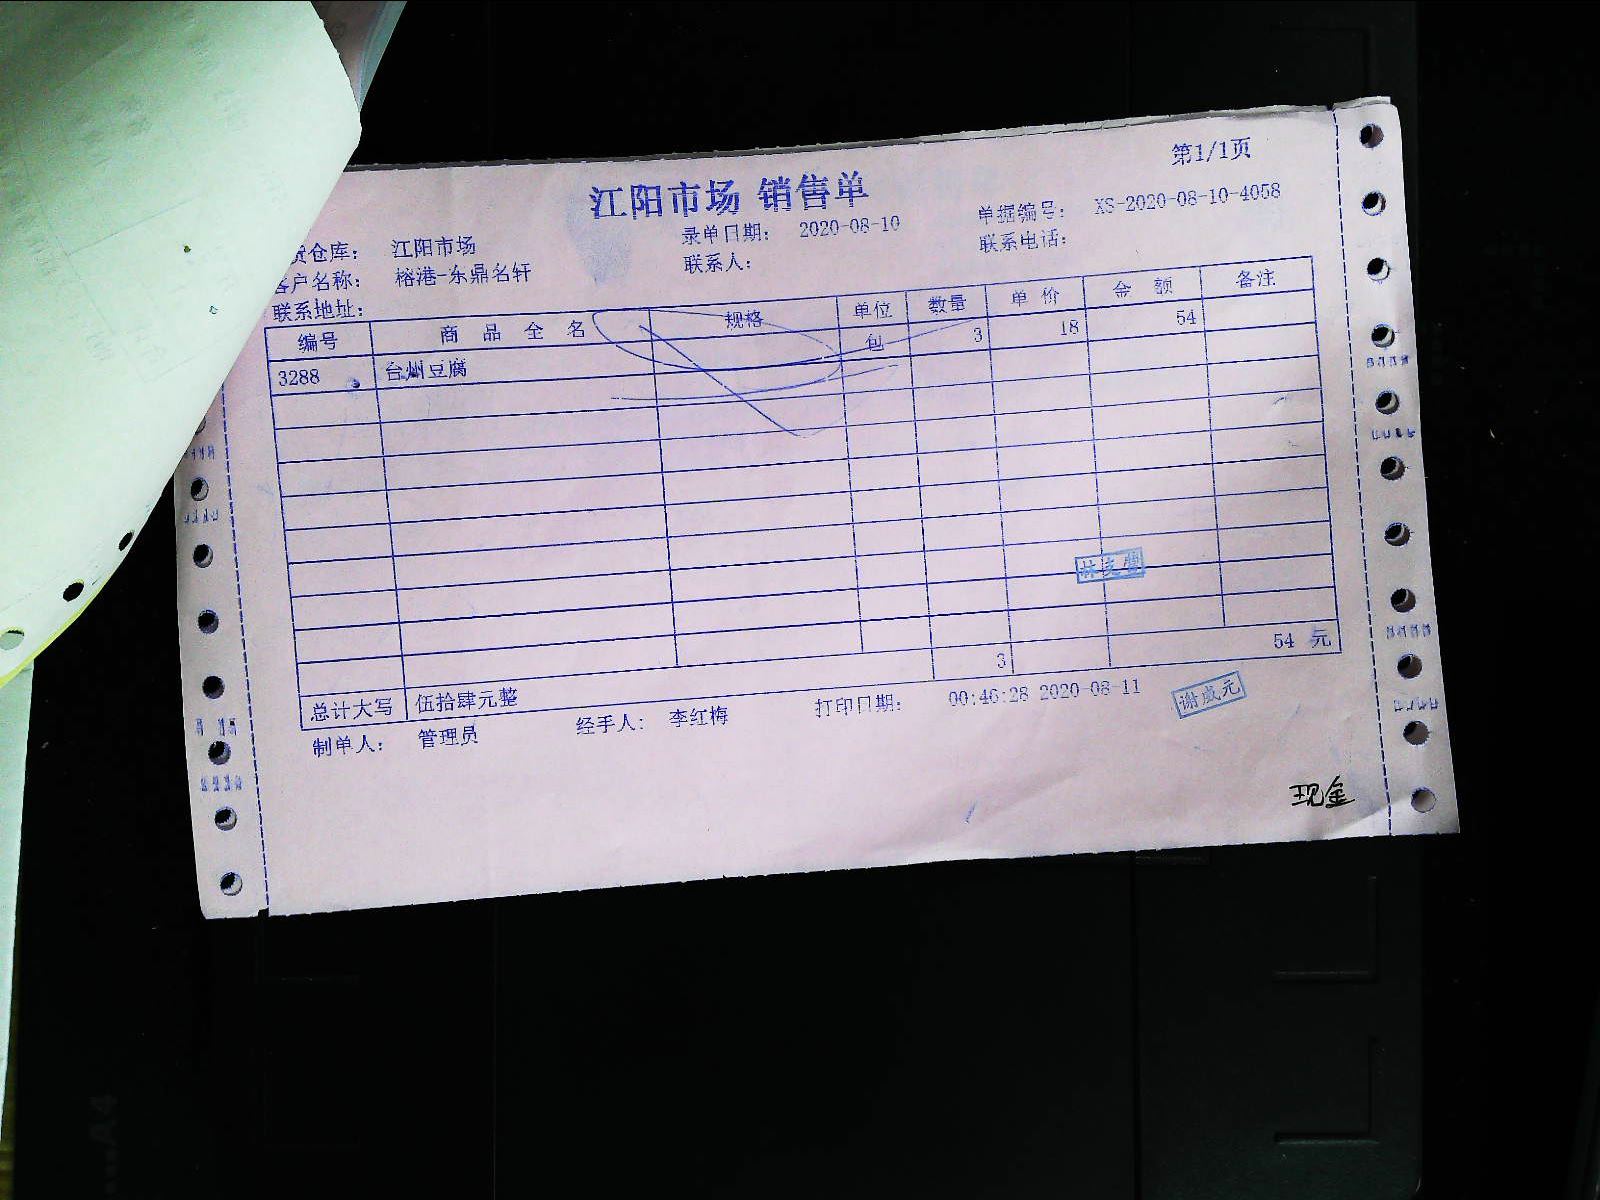 第1/1页
江阳市场 销售单
货仓库： 江阳市场 录单日期： 2020-08-10 单据编号： XS-2020-08-10-4058
客户名称： 榕港-东鼎名轩 联系人： 联系电话：
联系地址：
编号 商品全名 规格 单位 数量 单价 金额 备注
3288 台州豆腐 包 3 18 54
3 54 元
总计大写 伍拾肆元整
制单人： 管理员 经手人： 李红梅 打印日期： 00:46:28 2020-08-11
现金
A4